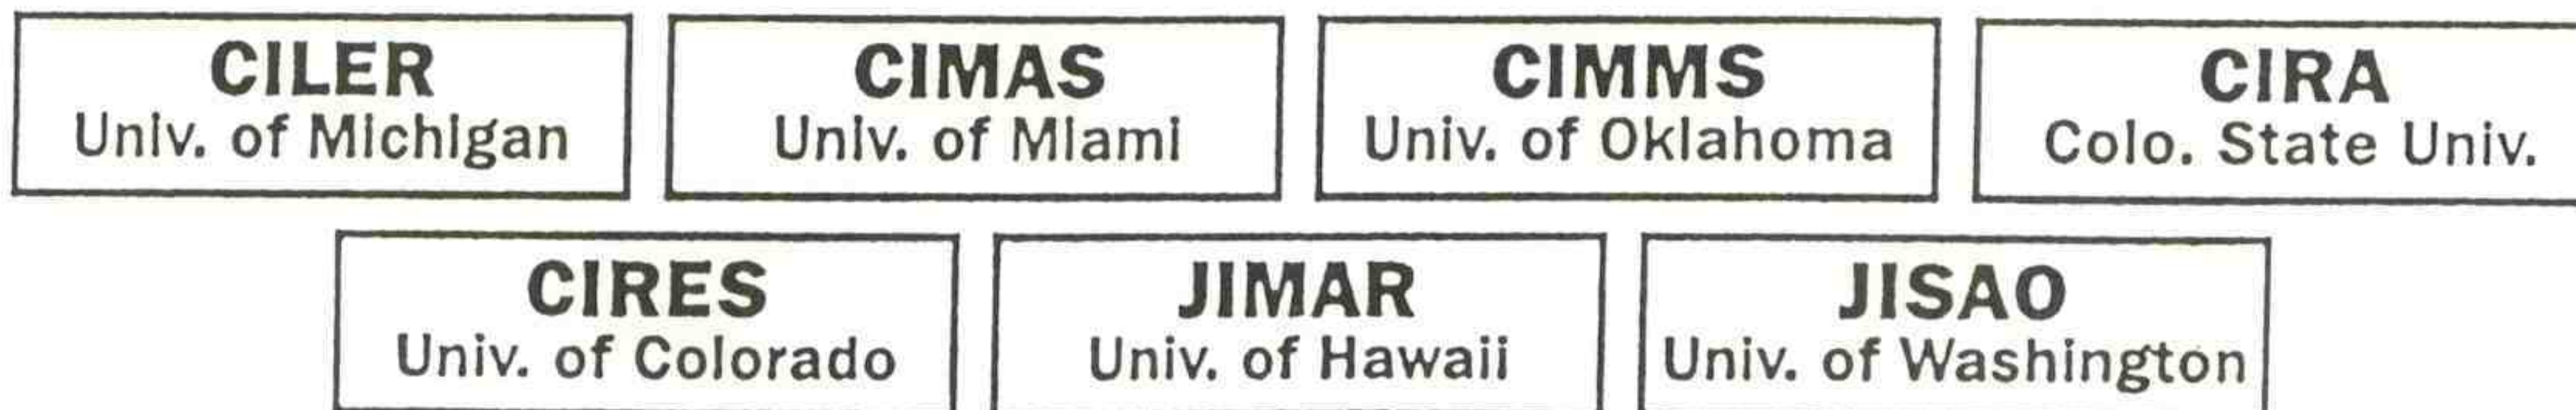 CILER
Univ. of Michigan
CIMAS
Univ. of Miami
CIMMS
Univ. of Oklahoma
CIRA
Colo. State Univ.
CIRES
Univ. of Colorado
JIMAR
Univ. of Hawaii
JISAO
Univ. of Washington